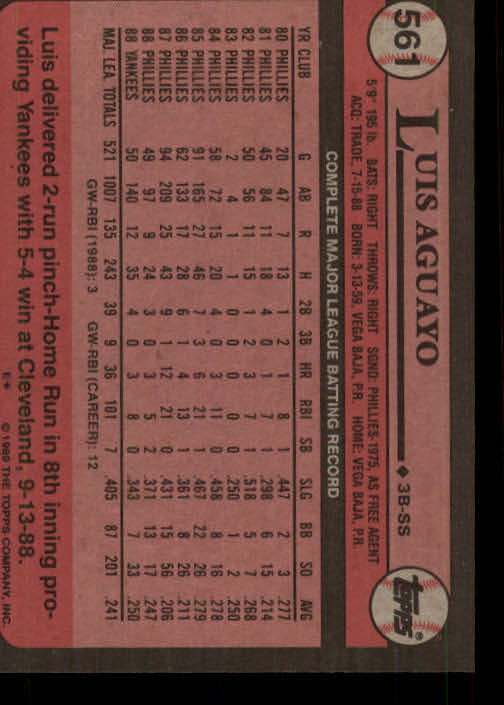 561
LUIS AGUAYO ◆ 3B-SS
TOPPS®
5'9" 195 lb. BATS: RIGHT THROWS: RIGHT SGND: PHILLIES-1975, AS FREE AGENT
ACQ: TRADE, 7-15-88 BORN: 3-13-59, VEGA BAJA, P.R. HOME: VEGA BAJA, P.R.
COMPLETE MAJOR LEAGUE BATTING RECORD
YR CLUB G AB R H 2B 3B HR RBI SB SLG BB SO AVG
80 PHILLIES 20 47 7 13 1 2 1 8 1 .447 2 3 .277
81 PHILLIES 45 84 11 18 4 0 1 7 1 .298 6 15 .214
82 PHILLIES 50 56 11 15 1 2 3 7 1 .518 5 7 .268
83 PHILLIES 2 4 1 1 0 0 0 0 0 .250 1 2 .250
84 PHILLIES 58 72 15 20 4 0 3 11 0 .458 8 16 .278
85 PHILLIES 91 165 27 46 7 3 6 21 1 .467 22 26 .279
86 PHILLIES 62 133 17 28 6 1 4 13 1 .361 8 26 .211
87 PHILLIES 94 209 25 43 9 1 12 21 0 .431 15 56 .206
88 PHILLIES 49 97 9 24 3 0 3 5 2 .371 13 17 .247
88 YANKEES 50 140 12 35 4 0 3 8 0 .343 7 33 .250
MAJ. LEA. TOTALS 521 1007 135 243 39 9 36 101 7 .405 87 201 .241
GW-RBI (1988): 3 GW-RBI (CAREER): 12
Luis delivered 2-run pinch-Home Run in 8th inning pro-
viding Yankees with 5-4 win at Cleveland, 9-13-88.
E* ©1989 THE TOPPS COMPANY, INC.